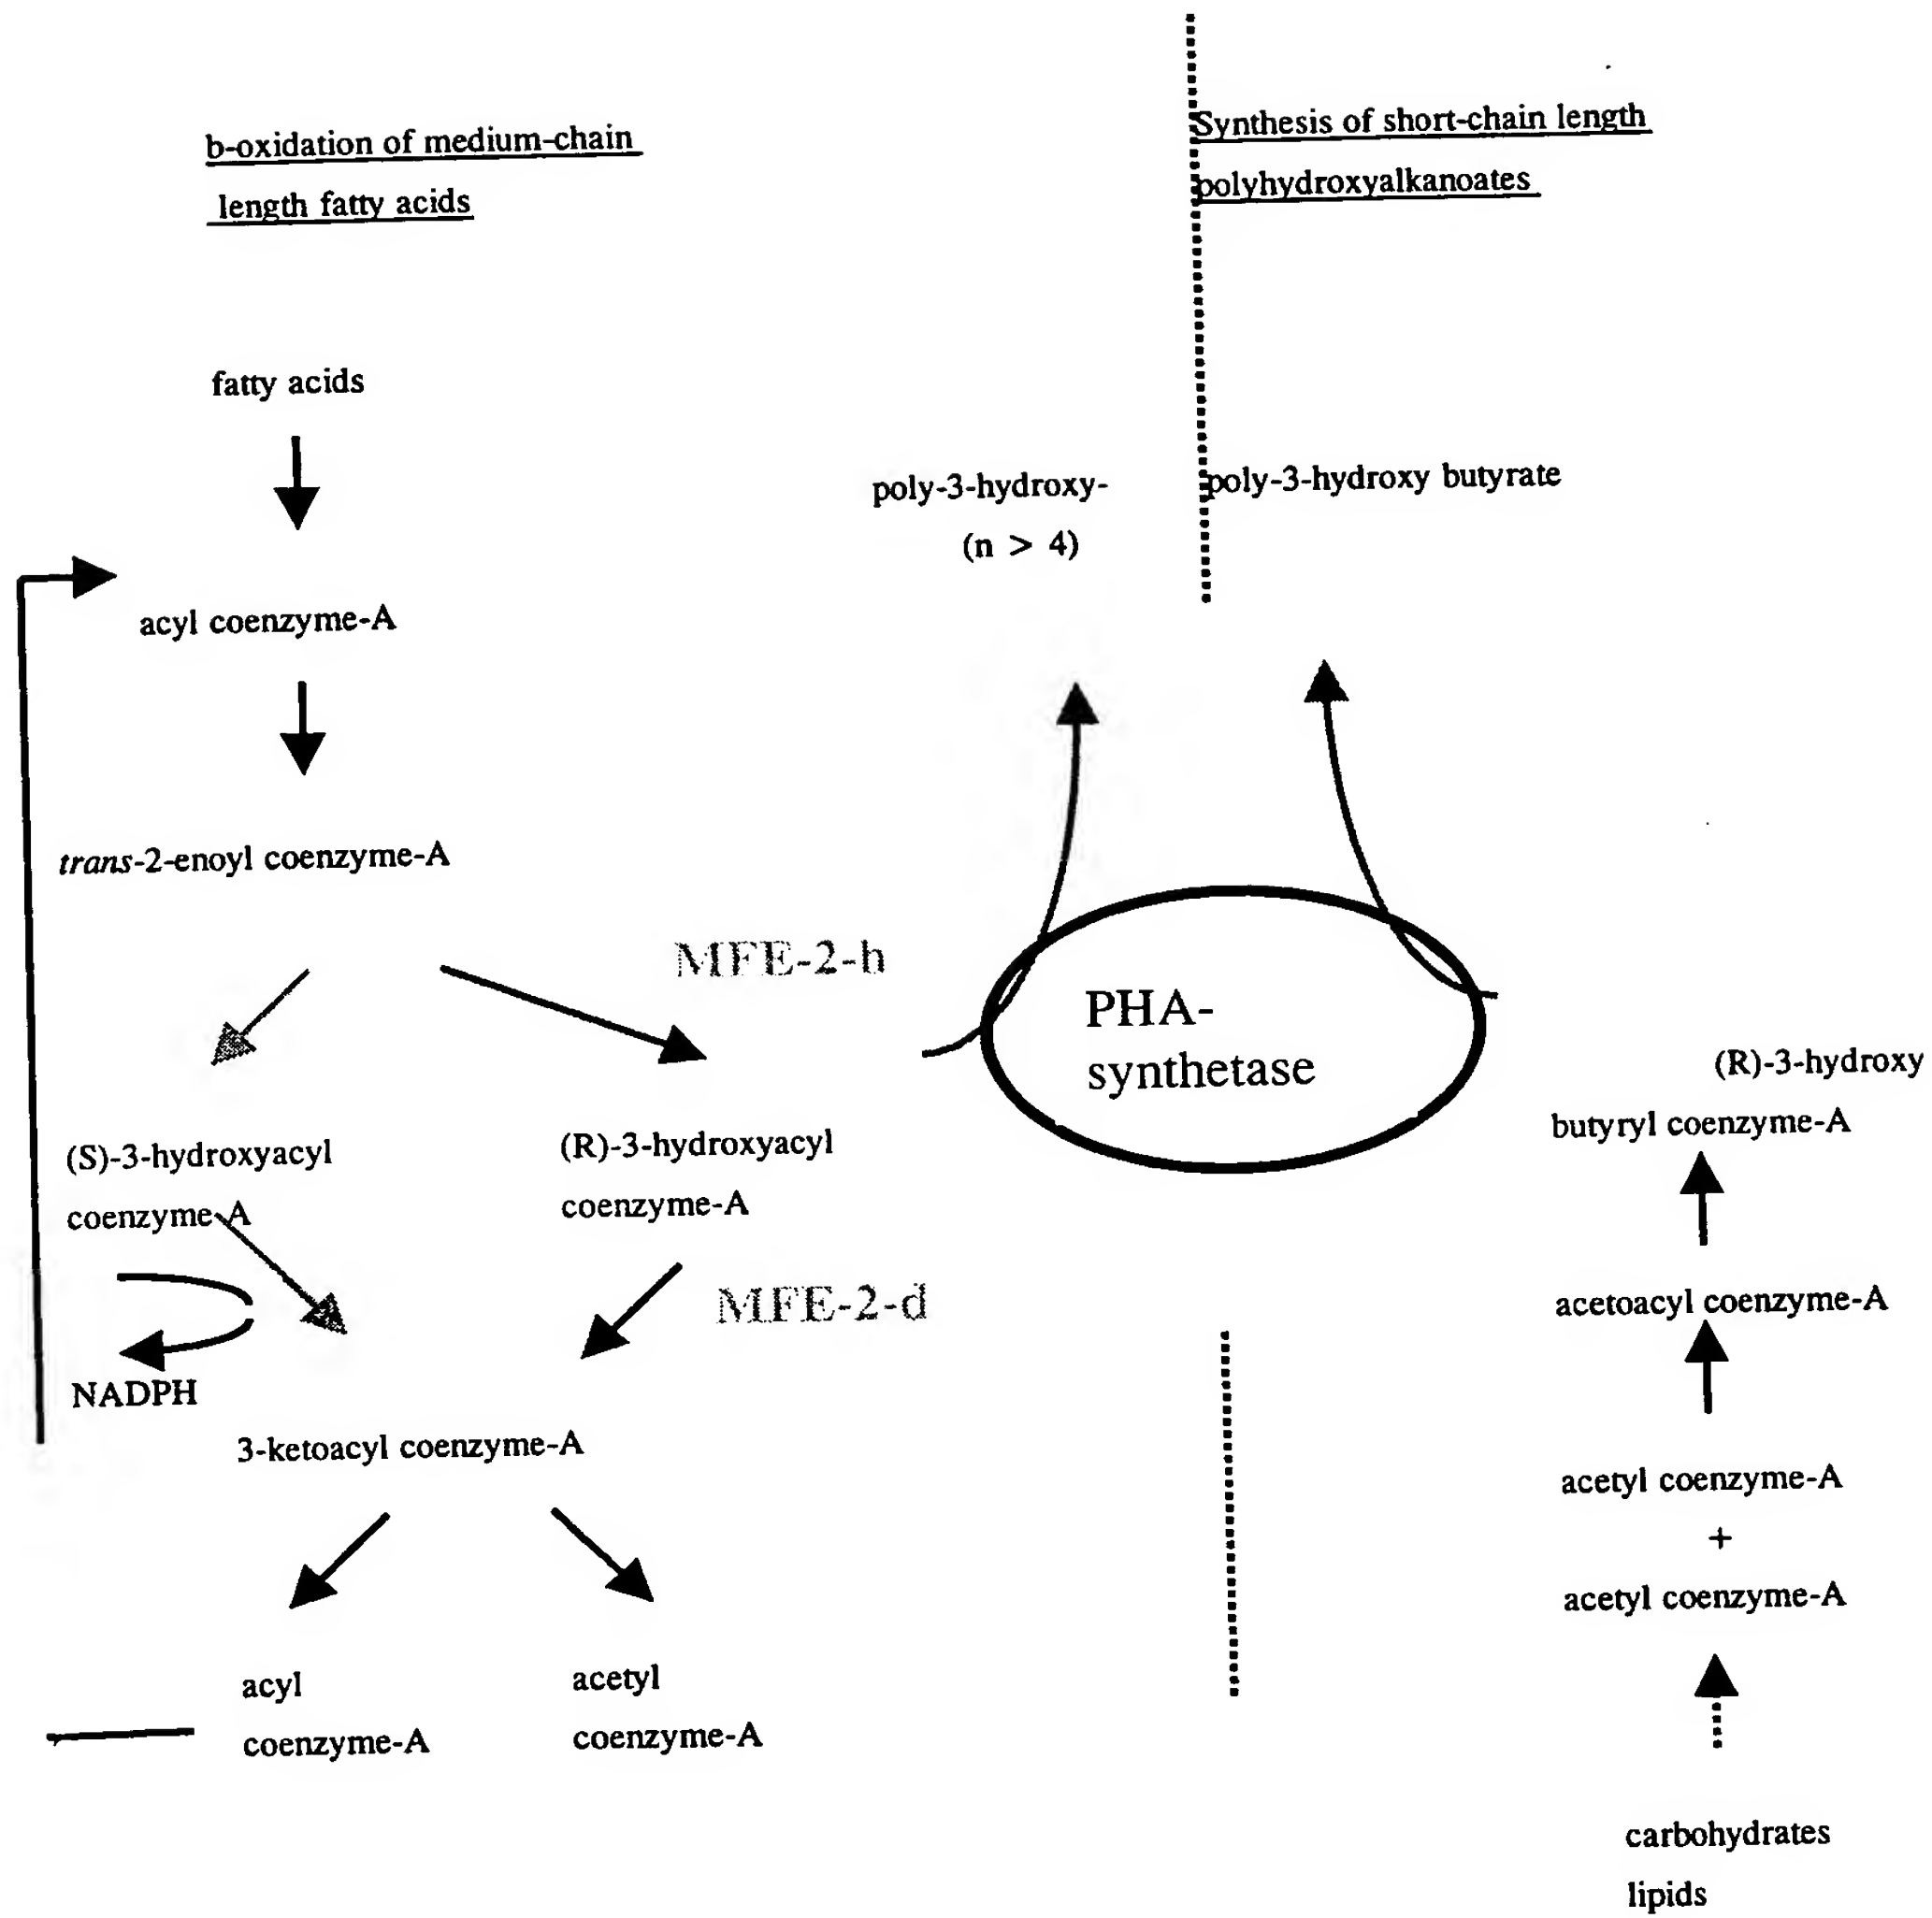 b-oxidation of medium-chain
length fatty acids
Synthesis of short-chain length
polyhydroxyalkanoates
fatty acids
poly-3-hydroxy-
(n > 4)
poly-3-hydroxy butyrate
acyl coenzyme-A
trans-2-enoyl coenzyme-A
MFE-2-h
PHA-
synthetase
(R)-3-hydroxy
butyryl coenzyme-A
(S)-3-hydroxyacyl
coenzyme-A
(R)-3-hydroxyacyl
coenzyme-A
MFE-2-d
acetoacyl coenzyme-A
NADPH
3-ketoacyl coenzyme-A
acetyl coenzyme-A
+
acetyl coenzyme-A
acyl
coenzyme-A
acetyl
coenzyme-A
carbohydrates
lipids